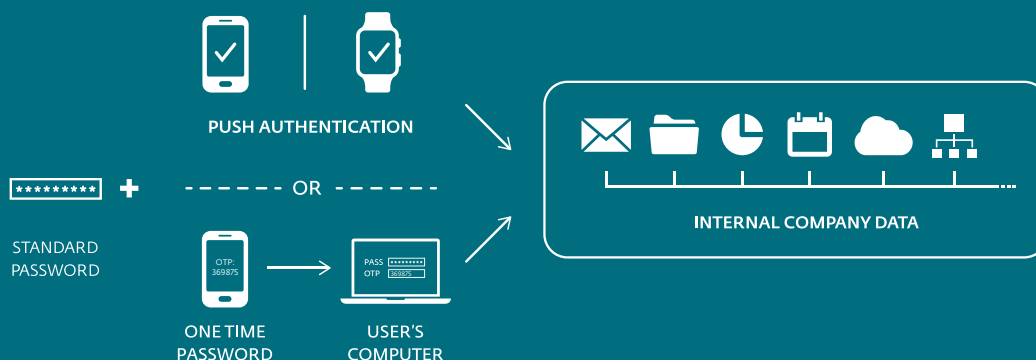 PUSH AUTHENTICATION
*********
OR
STANDARD
PASSWORD
OTP:
369875
PASS *********
OTP 369875
ONE TIME
PASSWORD
USER'S
COMPUTER
INTERNAL COMPANY DATA